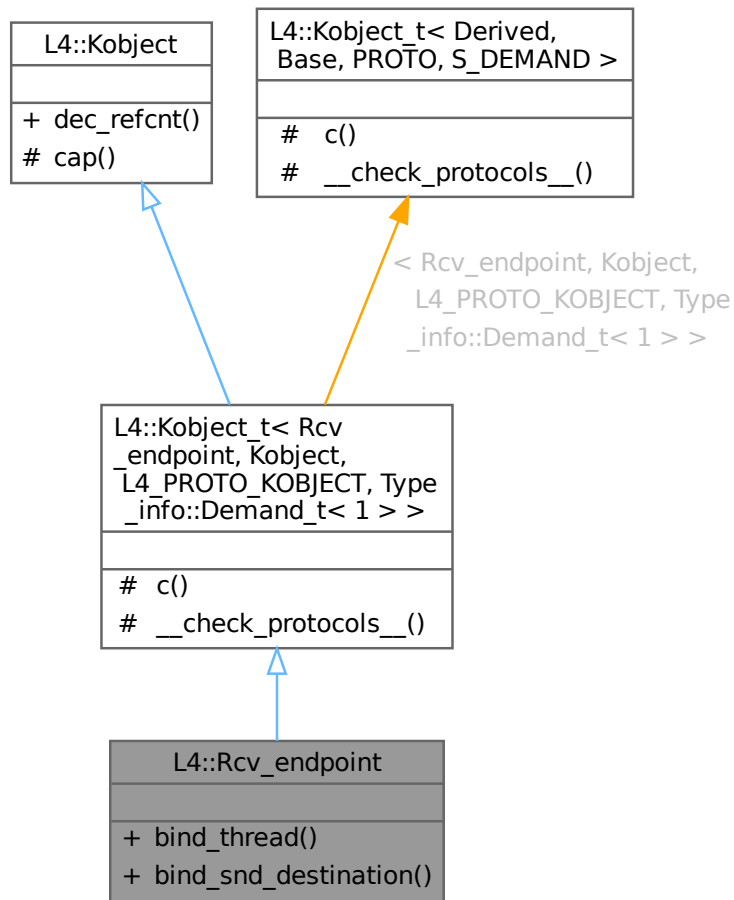 L4::Kobject
+ dec_refcnt()
# cap()
L4::Kobject_t< Derived,
Base, PROTO, S_DEMAND >
# c()
# __check_protocols__()
< Rcv_endpoint, Kobject,
L4_PROTO_KOBJECT, Type
_info::Demand_t< 1 > >
L4::Kobject_t< Rcv
_endpoint, Kobject,
L4_PROTO_KOBJECT, Type
_info::Demand_t< 1 > >
# c()
# __check_protocols__()
L4::Rcv_endpoint
+ bind_thread()
+ bind_snd_destination()